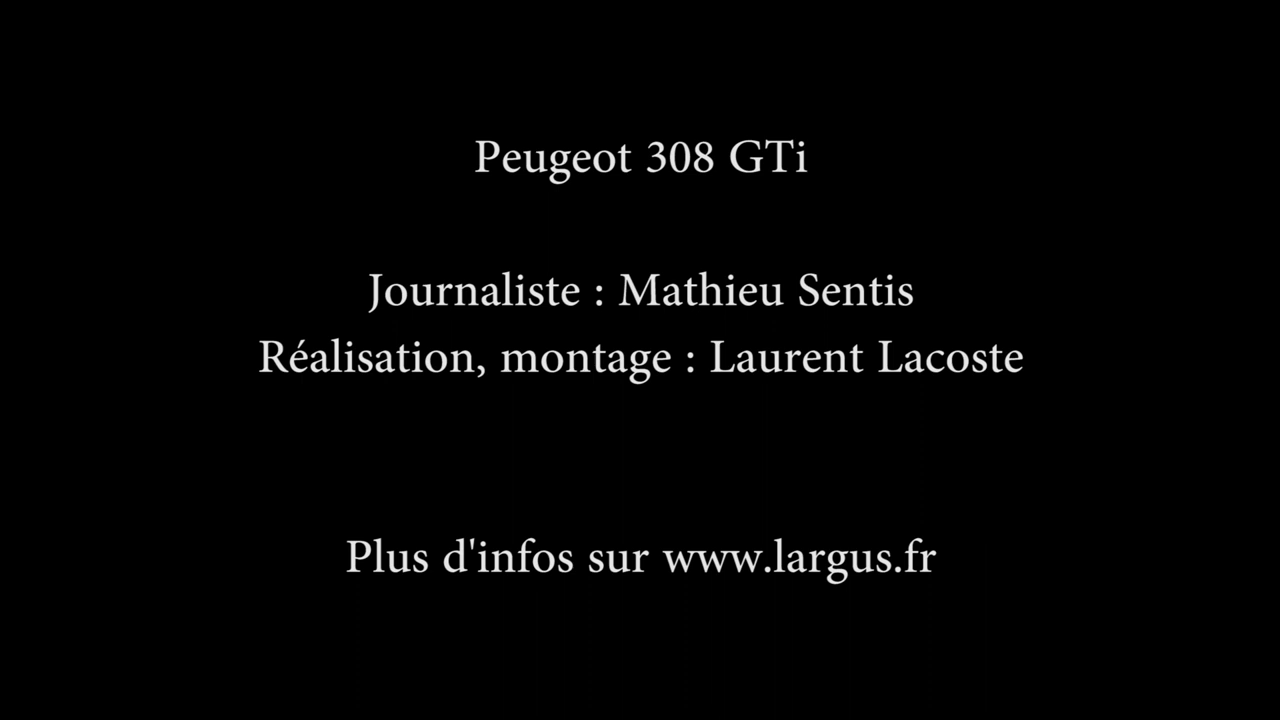 Peugeot 308 GTi
Journaliste : Mathieu Sentis
Réalisation, montage : Laurent Lacoste
Plus d'infos sur www.largus.fr